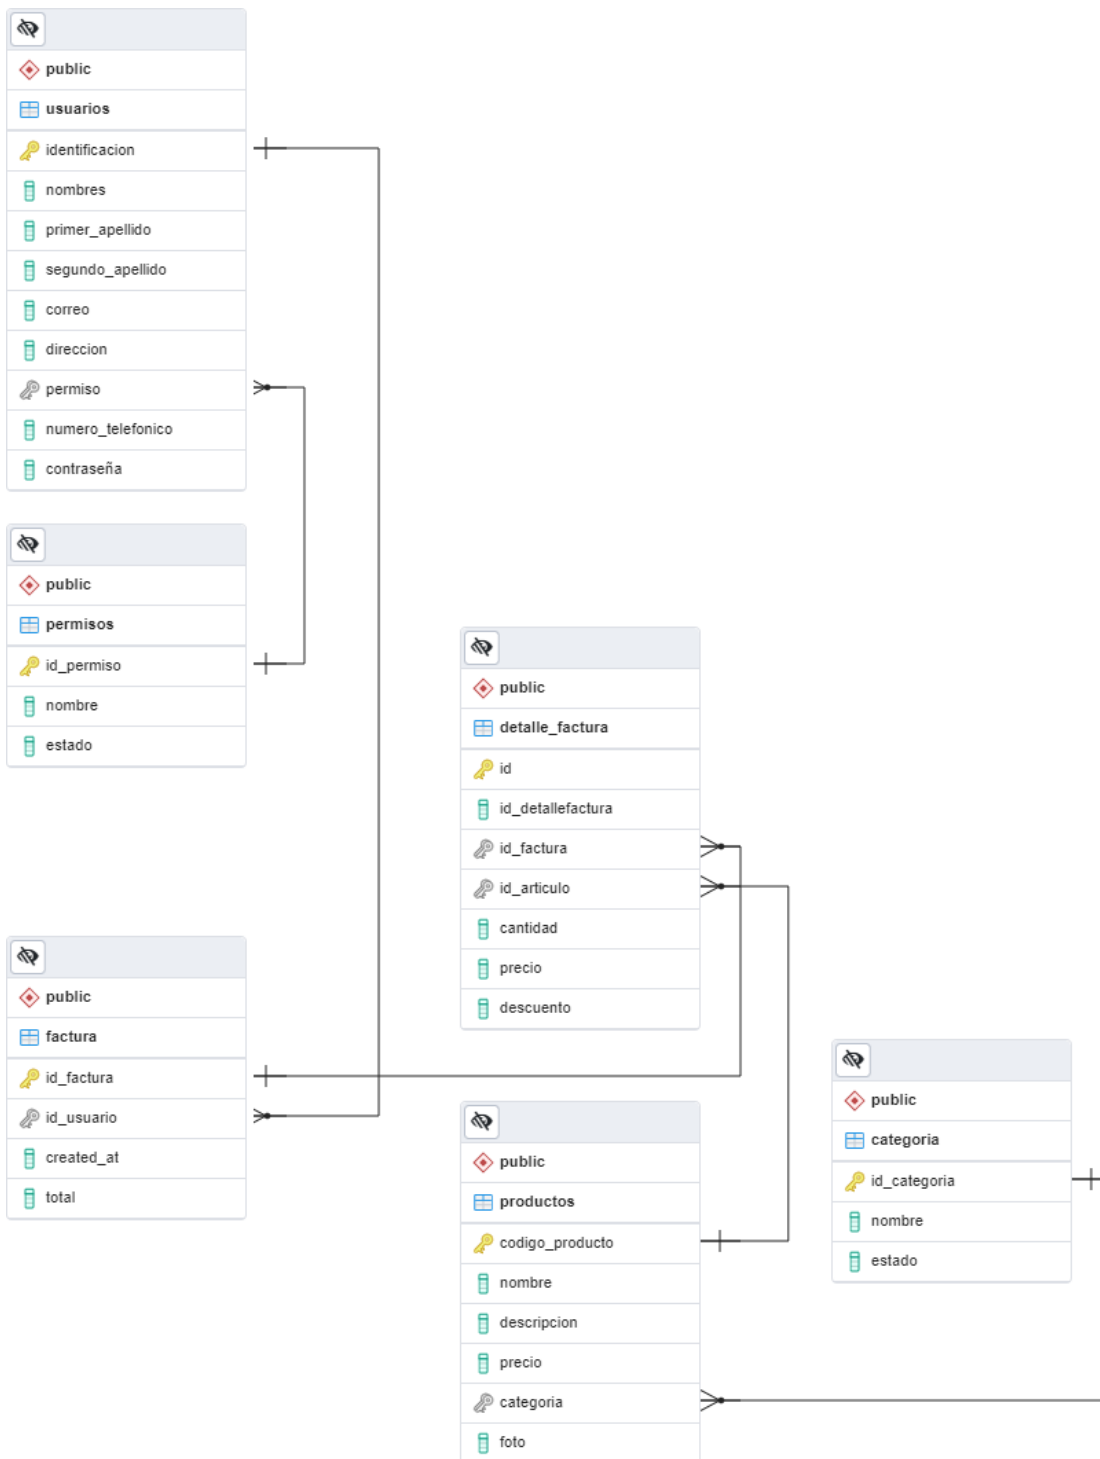 public
usuarios
identificacion
nombres
primer_apellido
segundo_apellido
correo
direccion
permiso
numero_telefonico
contraseña
public
permisos
id_permiso
nombre
estado
public
factura
id_factura
id_usuario
created_at
total
public
detalle_factura
id
id_detallefactura
id_factura
id_articulo
cantidad
precio
descuento
public
productos
codigo_producto
nombre
descripcion
precio
categoria
foto
public
categoria
id_categoria
nombre
estado